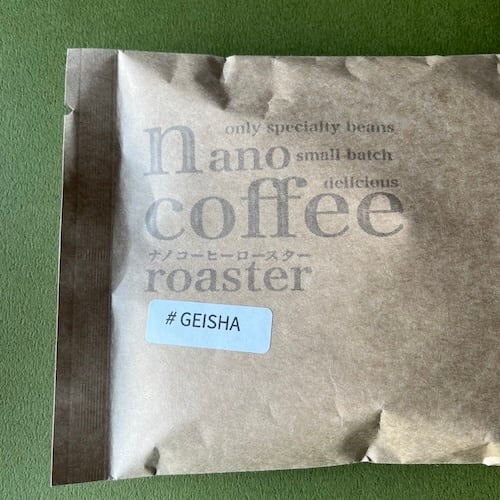 only specialty beans
nano small-batch
delicious
coffee
ナノコーヒーロースター
roaster
# GEISHA